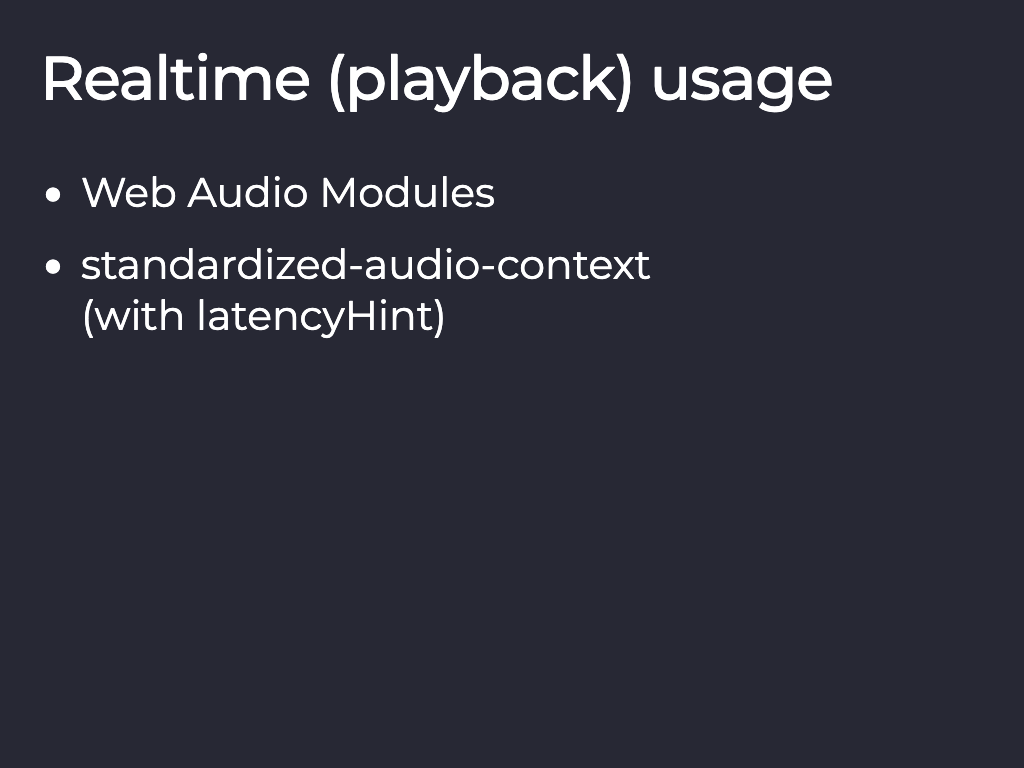 Realtime (playback) usage
• Web Audio Modules
• standardized-audio-context
(with latencyHint)